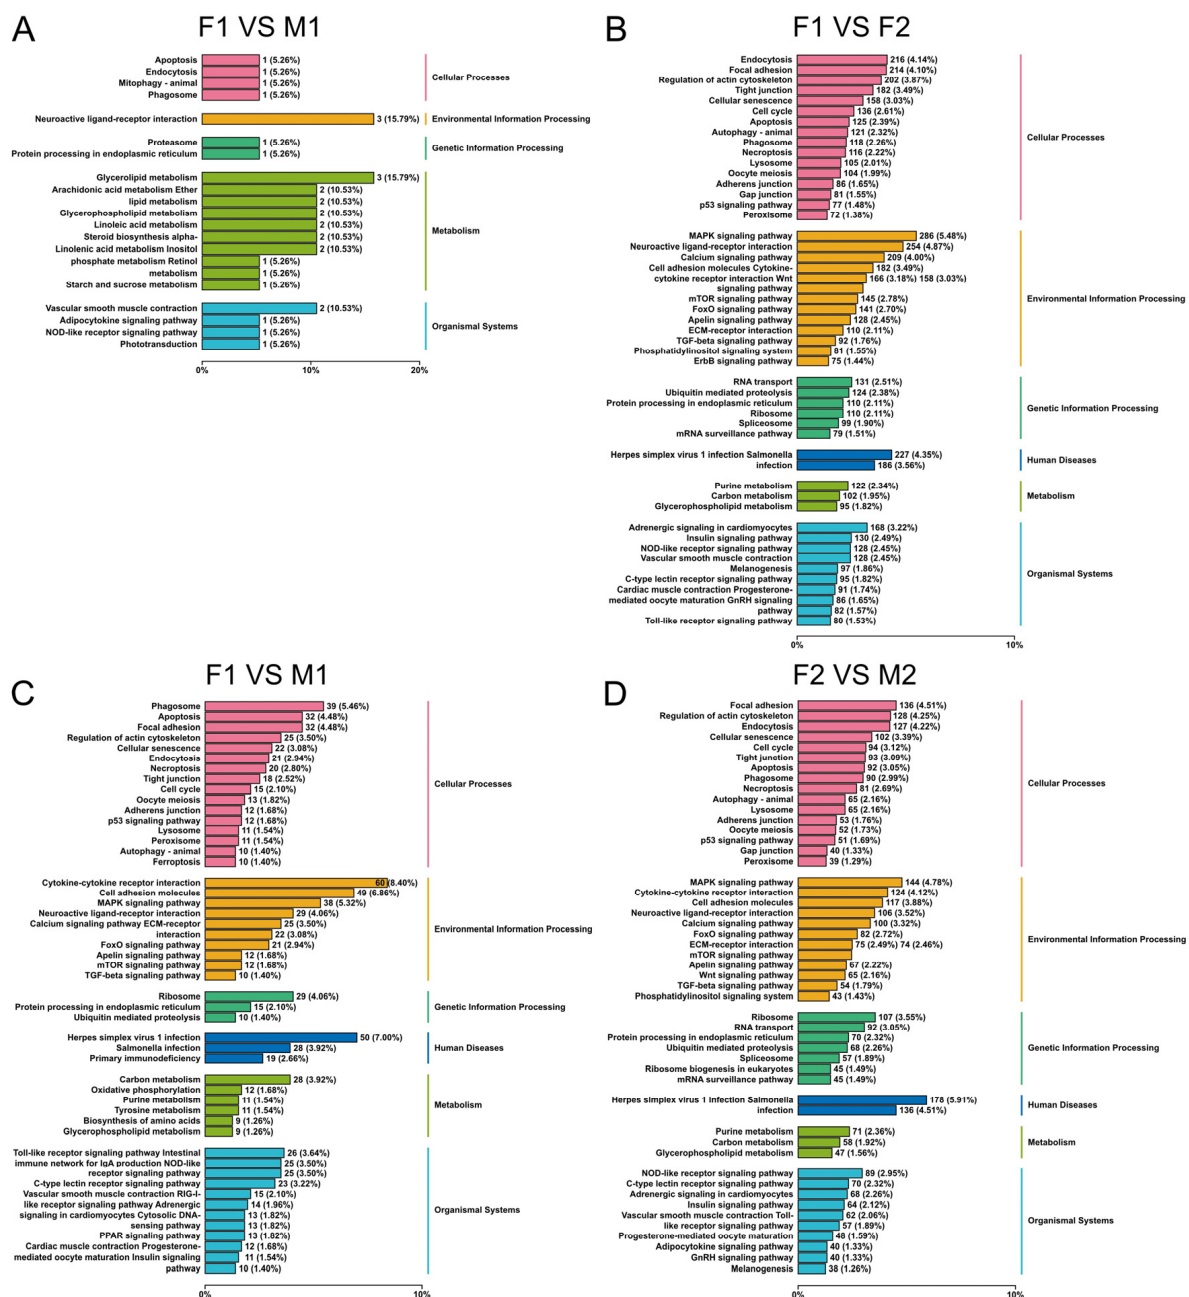 A
F1 VS M1
Apoptosis 1 (5.26%)
Endocytosis 1 (5.26%)
Mitophagy - animal 1 (5.26%)
Phagosome 1 (5.26%)
Cellular Processes
Neuroactive ligand-receptor interaction 3 (15.79%)
Environmental Information Processing
Proteasome 1 (5.26%)
Protein processing in endoplasmic reticulum 1 (5.26%)
Genetic Information Processing
Glycerolipid metabolism 3 (15.79%)
Arachidonic acid metabolism Ether 2 (10.53%)
lipid metabolism 2 (10.53%)
Glycerophospholipid metabolism 2 (10.53%)
Linoleic acid metabolism 2 (10.53%)
Steroid biosynthesis alpha- 2 (10.53%)
Linolenic acid metabolism Inositol 2 (10.53%)
phosphate metabolism Retinol 1 (5.26%)
metabolism 1 (5.26%)
Starch and sucrose metabolism 1 (5.26%)
Metabolism
Vascular smooth muscle contraction 2 (10.53%)
Adipocytokine signaling pathway 1 (5.26%)
NOD-like receptor signaling pathway 1 (5.26%)
Phototransduction 1 (5.26%)
Organismal Systems
0% 10% 20%
B
F1 VS F2
Endocytosis 216 (4.14%)
Focal adhesion 214 (4.10%)
Regulation of actin cytoskeleton 202 (3.87%)
Tight junction 182 (3.49%)
Cellular senescence 158 (3.03%)
Cell cycle 136 (2.61%)
Apoptosis 125 (2.39%)
Autophagy - animal 121 (2.32%)
Phagosome 118 (2.26%)
Necroptosis 116 (2.22%)
Lysosome 105 (2.01%)
Oocyte meiosis 104 (1.99%)
Adherens junction 86 (1.65%)
Gap junction 81 (1.55%)
p53 signaling pathway 77 (1.48%)
Peroxisome 72 (1.38%)
Cellular Processes
MAPK signaling pathway 286 (5.48%)
Neuroactive ligand-receptor interaction 254 (4.87%)
Calcium signaling pathway 209 (4.00%)
Cell adhesion molecules Cytokine- 182 (3.49%)
cytokine receptor interaction Wnt 166 (3.18%) 158 (3.03%)
signaling pathway
mTOR signaling pathway 145 (2.78%)
FoxO signaling pathway 141 (2.70%)
Apelin signaling pathway 128 (2.45%)
ECM-receptor interaction 110 (2.11%)
TGF-beta signaling pathway 92 (1.76%)
Phosphatidylinositol signaling system 81 (1.55%)
ErbB signaling pathway 75 (1.44%)
Environmental Information Processing
RNA transport 131 (2.51%)
Ubiquitin mediated proteolysis 124 (2.38%)
Protein processing in endoplasmic reticulum 110 (2.11%)
Ribosome 110 (2.11%)
Spliceosome 99 (1.90%)
mRNA surveillance pathway 79 (1.51%)
Genetic Information Processing
Herpes simplex virus 1 infection Salmonella 227 (4.35%)
infection 186 (3.56%)
Human Diseases
Purine metabolism 122 (2.34%)
Carbon metabolism 102 (1.95%)
Glycerophospholipid metabolism 95 (1.82%)
Metabolism
Adrenergic signaling in cardiomyocytes 168 (3.22%)
Insulin signaling pathway 130 (2.49%)
NOD-like receptor signaling pathway 128 (2.45%)
Vascular smooth muscle contraction 128 (2.45%)
Melanogenesis 97 (1.86%)
C-type lectin receptor signaling pathway 95 (1.82%)
Cardiac muscle contraction Progesterone- 91 (1.74%)
mediated oocyte maturation GnRH signaling 86 (1.65%)
pathway 82 (1.57%)
Toll-like receptor signaling pathway 80 (1.53%)
Organismal Systems
0% 10%
C
F1 VS M1
Phagosome 39 (5.46%)
Apoptosis 32 (4.48%)
Focal adhesion 32 (4.48%)
Regulation of actin cytoskeleton 25 (3.50%)
Cellular senescence 22 (3.08%)
Endocytosis 21 (2.94%)
Necroptosis 20 (2.80%)
Tight junction 18 (2.52%)
Cell cycle 15 (2.10%)
Oocyte meiosis 13 (1.82%)
Adherens junction 12 (1.68%)
p53 signaling pathway 12 (1.68%)
Lysosome 11 (1.54%)
Peroxisome 11 (1.54%)
Autophagy - animal 10 (1.40%)
Ferroptosis 10 (1.40%)
Cellular Processes
Cytokine-cytokine receptor interaction 60 (8.40%)
Cell adhesion molecules 49 (6.86%)
MAPK signaling pathway 38 (5.32%)
Neuroactive ligand-receptor interaction 29 (4.06%)
Calcium signaling pathway ECM-receptor 25 (3.50%)
interaction 22 (3.08%)
FoxO signaling pathway 21 (2.94%)
Apelin signaling pathway 12 (1.68%)
mTOR signaling pathway 12 (1.68%)
TGF-beta signaling pathway 10 (1.40%)
Environmental Information Processing
Ribosome 29 (4.06%)
Protein processing in endoplasmic reticulum 15 (2.10%)
Ubiquitin mediated proteolysis 10 (1.40%)
Genetic Information Processing
Herpes simplex virus 1 infection 50 (7.00%)
Salmonella infection 28 (3.92%)
Primary immunodeficiency 19 (2.66%)
Human Diseases
Carbon metabolism 28 (3.92%)
Oxidative phosphorylation 12 (1.68%)
Purine metabolism 11 (1.54%)
Tyrosine metabolism 11 (1.54%)
Biosynthesis of amino acids 9 (1.26%)
Glycerophospholipid metabolism 9 (1.26%)
Metabolism
Toll-like receptor signaling pathway Intestinal 26 (3.64%)
immune network for IgA production NOD-like 25 (3.50%)
receptor signaling pathway 25 (3.50%)
C-type lectin receptor signaling pathway 23 (3.22%)
Vascular smooth muscle contraction RIG-I- 15 (2.10%)
like receptor signaling pathway Adrenergic 14 (1.96%)
signaling in cardiomyocytes Cytosolic DNA- 13 (1.82%)
sensing pathway 13 (1.82%)
PPAR signaling pathway 13 (1.82%)
Cardiac muscle contraction Progesterone- 12 (1.68%)
mediated oocyte maturation Insulin signaling 11 (1.54%)
pathway 10 (1.40%)
Organismal Systems
0% 10%
D
F2 VS M2
Focal adhesion 136 (4.51%)
Regulation of actin cytoskeleton 128 (4.25%)
Endocytosis 127 (4.22%)
Cellular senescence 102 (3.39%)
Cell cycle 94 (3.12%)
Tight junction 93 (3.09%)
Apoptosis 92 (3.05%)
Phagosome 90 (2.99%)
Necroptosis 81 (2.69%)
Autophagy - animal 65 (2.16%)
Lysosome 65 (2.16%)
Adherens junction 53 (1.76%)
Oocyte meiosis 52 (1.73%)
p53 signaling pathway 51 (1.69%)
Gap junction 40 (1.33%)
Peroxisome 39 (1.29%)
Cellular Processes
MAPK signaling pathway 144 (4.78%)
Cytokine-cytokine receptor interaction 124 (4.12%)
Cell adhesion molecules 117 (3.88%)
Neuroactive ligand-receptor interaction 106 (3.52%)
Calcium signaling pathway 100 (3.32%)
FoxO signaling pathway 82 (2.72%)
ECM-receptor interaction 75 (2.49%) 74 (2.46%)
mTOR signaling pathway
Apelin signaling pathway 67 (2.22%)
Wnt signaling pathway 65 (2.16%)
TGF-beta signaling pathway 54 (1.79%)
Phosphatidylinositol signaling system 43 (1.43%)
Environmental Information Processing
Ribosome 107 (3.55%)
RNA transport 92 (3.05%)
Protein processing in endoplasmic reticulum 70 (2.32%)
Ubiquitin mediated proteolysis 68 (2.26%)
Spliceosome 57 (1.89%)
Ribosome biogenesis in eukaryotes 45 (1.49%)
mRNA surveillance pathway 45 (1.49%)
Genetic Information Processing
Herpes simplex virus 1 infection Salmonella 178 (5.91%)
infection 136 (4.51%)
Human Diseases
Purine metabolism 71 (2.36%)
Carbon metabolism 58 (1.92%)
Glycerophospholipid metabolism 47 (1.56%)
Metabolism
NOD-like receptor signaling pathway 89 (2.95%)
C-type lectin receptor signaling pathway 70 (2.32%)
Adrenergic signaling in cardiomyocytes 68 (2.26%)
Insulin signaling pathway 64 (2.12%)
Vascular smooth muscle contraction Toll- 62 (2.06%)
like receptor signaling pathway 57 (1.89%)
Progesterone-mediated oocyte maturation 48 (1.59%)
Adipocytokine signaling pathway 40 (1.33%)
GnRH signaling pathway 40 (1.33%)
Melanogenesis 38 (1.26%)
Organismal Systems
0% 10%